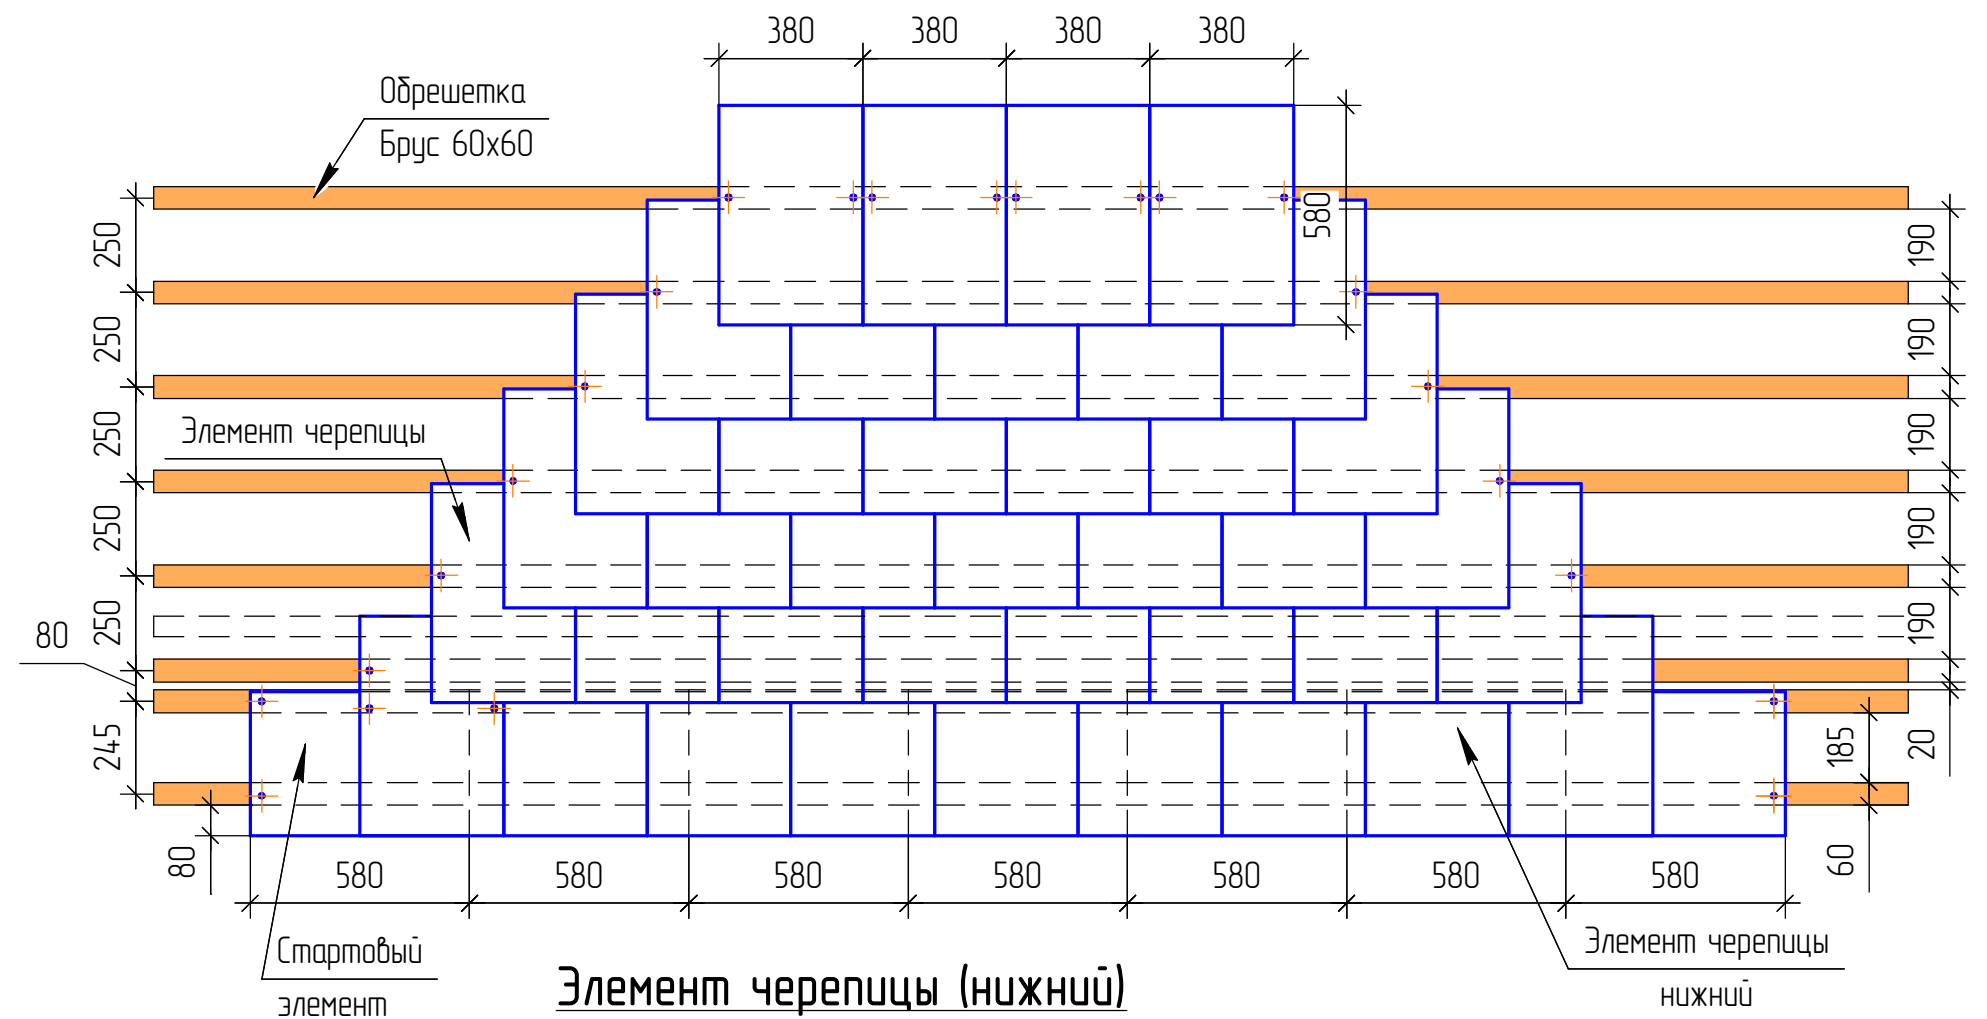 380 380 380 380
Обрешетка
Брус 60х60
580
250 190
250 190
Элемент черепицы
250 190
250 190
250 190
80
245 185 20
80 60
580 580 580 580 580 580 580
Стартовый
элемент
Элемент черепицы
нижний
Элемент черепицы (нижний)